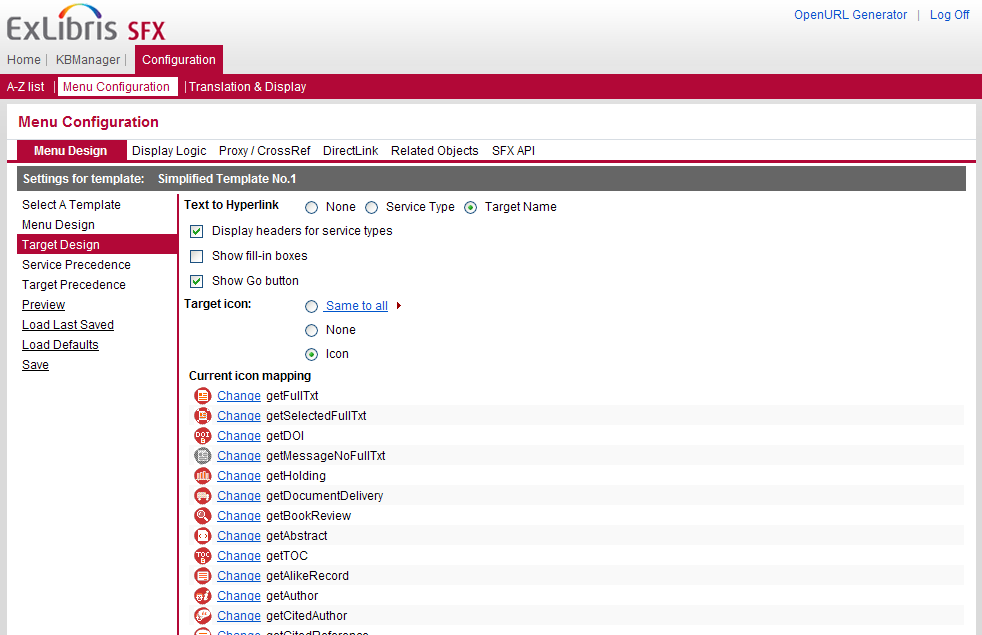 ExLibris SFX
OpenURL Generator | Log Off
Home | KBManager | Configuration
A-Z list | Menu Configuration | Translation & Display
Menu Configuration
Menu Design Display Logic Proxy / CrossRef DirectLink Related Objects SFX API
Settings for template: Simplified Template No.1
Select A Template
Menu Design
Target Design
Service Precedence
Target Precedence
Preview
Load Last Saved
Load Defaults
Save
Text to Hyperlink None Service Type Target Name
Display headers for service types
Show fill-in boxes
Show Go button
Target icon: Same to all
None
Icon
Current icon mapping
Change getFullTxt
Change getSelectedFullTxt
DOI Change getDOI
Change getMessageNoFullTxt
Change getHolding
Change getDocumentDelivery
Change getBookReview
Change getAbstract
TOC Change getTOC
Change getAlikeRecord
Change getAuthor
Change getCitedAuthor
Change getCitedReference